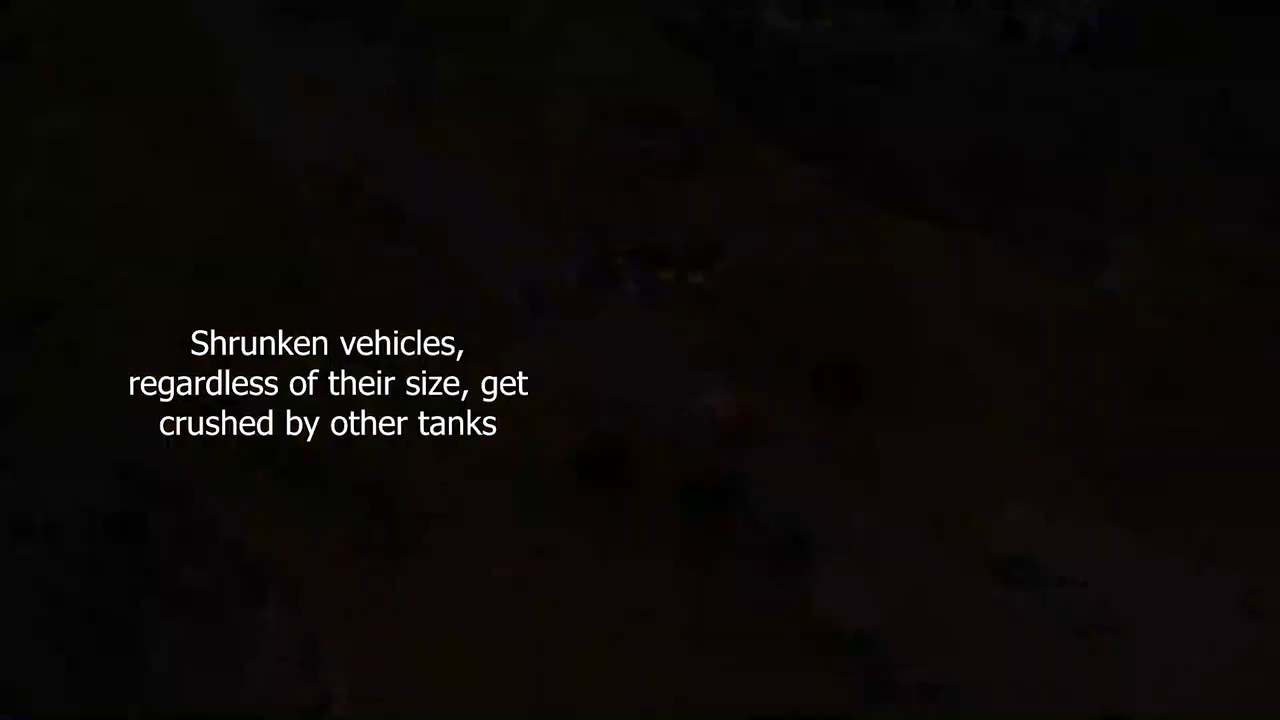 Shrunken vehicles,
regardless of their size, get
crushed by other tanks